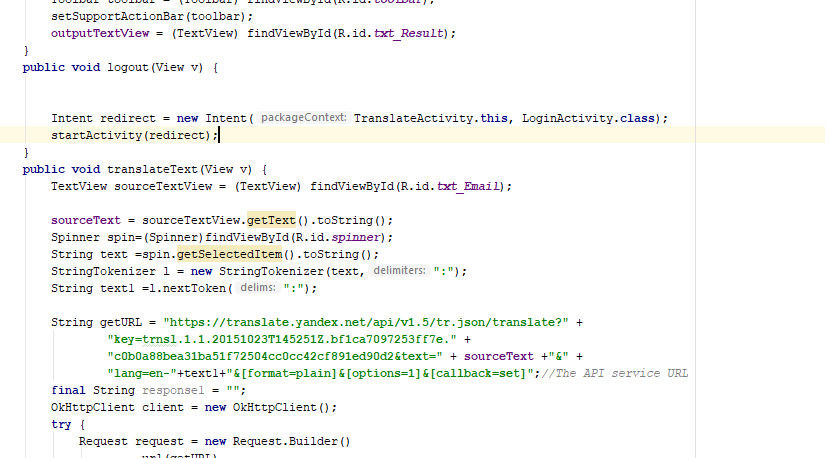 Toolbar toolbar = (Toolbar) findViewById(R.id.toolbar);
setSupportActionBar(toolbar);
outputTextView = (TextView) findViewById(R.id.txt_Result);
}
public void logout(View v) {
Intent redirect = new Intent( packageContext: TranslateActivity.this, LoginActivity.class);
startActivity(redirect);
}
public void translateText(View v) {
TextView sourceTextView = (TextView) findViewById(R.id.txt_Email);
sourceText = sourceTextView.getText().toString();
Spinner spin=(Spinner)findViewById(R.id.spinner);
String text =spin.getSelectedItem().toString();
StringTokenizer l = new StringTokenizer(text, delimiters: ":");
String textl =l.nextToken( delims: ":");
String getURL = "https://translate.yandex.net/api/v1.5/tr.json/translate?" +
"key=trnsl.1.1.20151023T145251Z.bf1ca7097253ff7e." +
"c0b0a88bea31ba51f72504cc0cc42cf891ed90d2&text=" + sourceText +"&" +
"lang=en-"+textl+"&[format=plain]&[options=1]&[callback=set]";//The API service URL
final String responsel = "";
OkHttpClient client = new OkHttpClient();
try {
Request request = new Request.Builder()
.url(getURL)